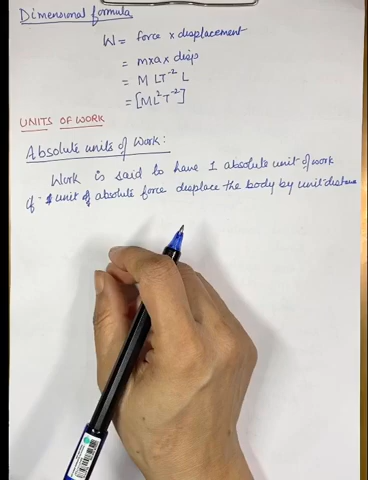 Dimensional formula
W = force x displacement
= m x a x disp
= M LT⁻² L
= [ML²T⁻²]
UNITS OF WORK
Absolute units of Work:
Work is said to have 1 absolute unit of work
if unit of absolute force displace the body by unit distance